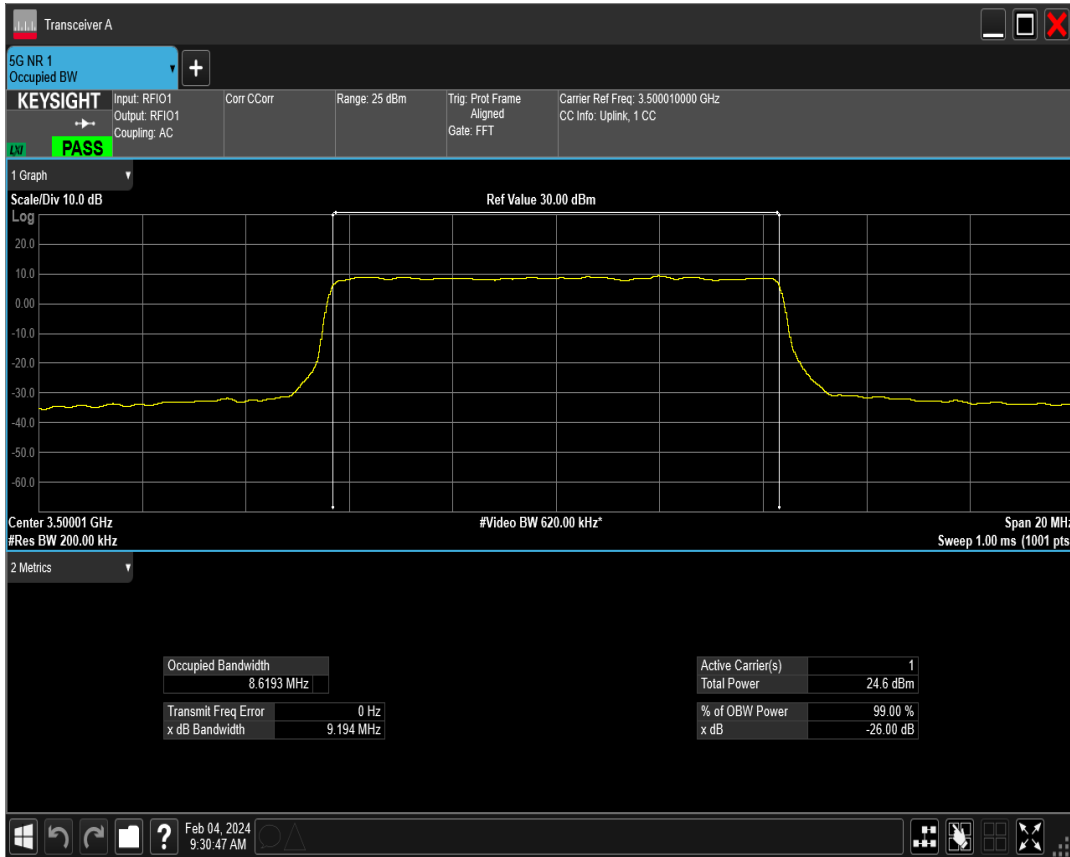 Transceiver A
5G NR 1
Occupied BW
+
KEYSIGHT
LXI
PASS
Input: RFIO1
Output: RFIO1
Coupling: AC
Corr CCorr
Range: 25 dBm
Trig: Prot Frame
Aligned
Gate: FFT
Carrier Ref Freq: 3.500010000 GHz
CC Info: Uplink, 1 CC
1 Graph
Scale/Div 10.0 dB
Ref Value 30.00 dBm
Log
20.0
10.0
0.00
-10.0
-20.0
-30.0
-40.0
-50.0
-60.0
Center 3.50001 GHz
#Video BW 620.00 kHz*
Span 20 MHz
#Res BW 200.00 kHz
Sweep 1.00 ms (1001 pts
2 Metrics
Occupied Bandwidth
8.6193 MHz
Transmit Freq Error 0 Hz
x dB Bandwidth 9.194 MHz
Active Carrier(s) 1
Total Power 24.6 dBm
% of OBW Power 99.00 %
x dB -26.00 dB
?
Feb 04, 2024
9:30:47 AM